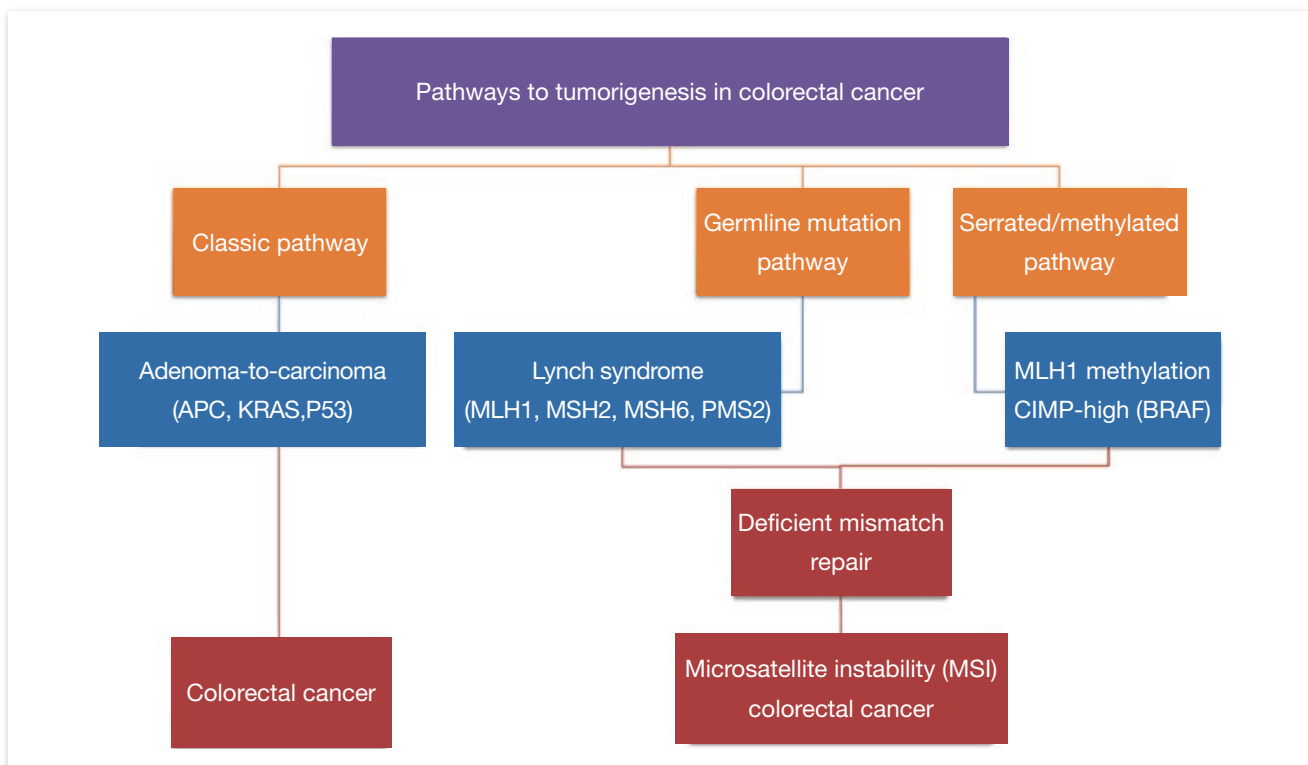 Pathways to tumorigenesis in colorectal cancer
Classic pathway
Germline mutation
pathway
Serrated/methylated
pathway
Adenoma-to-carcinoma
(APC, KRAS,P53)
Lynch syndrome
(MLH1, MSH2, MSH6, PMS2)
MLH1 methylation
CIMP-high (BRAF)
Deficient mismatch
repair
Colorectal cancer
Microsatellite instability (MSI)
colorectal cancer